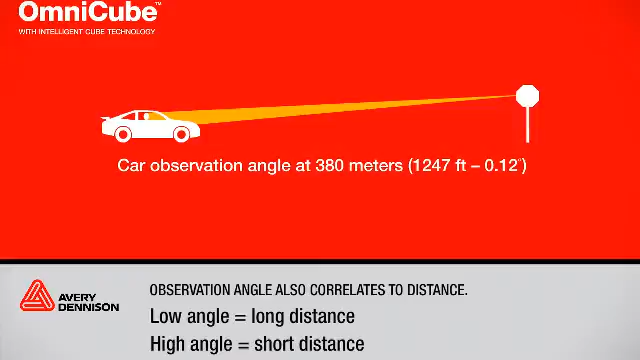 OmniCube™
WITH INTELLIGENT CUBE TECHNOLOGY
Car observation angle at 380 meters (1247 ft – 0.12°)
AVERY
DENNISON
OBSERVATION ANGLE ALSO CORRELATES TO DISTANCE.
Low angle = long distance
High angle = short distance